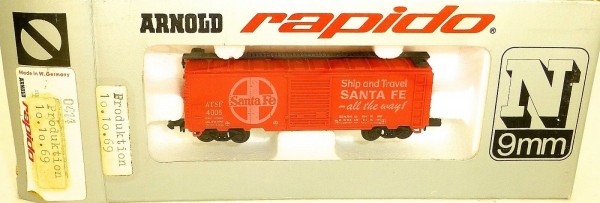 ARNOLD rapido®
Made in W. Germany
ARNOLD rapido
0471
Produktion
10.10.69
Produktion
10.10.69
Santa Fe
ATSF
Ship and Travel
SANTA FE
—all the way!
N
9mm